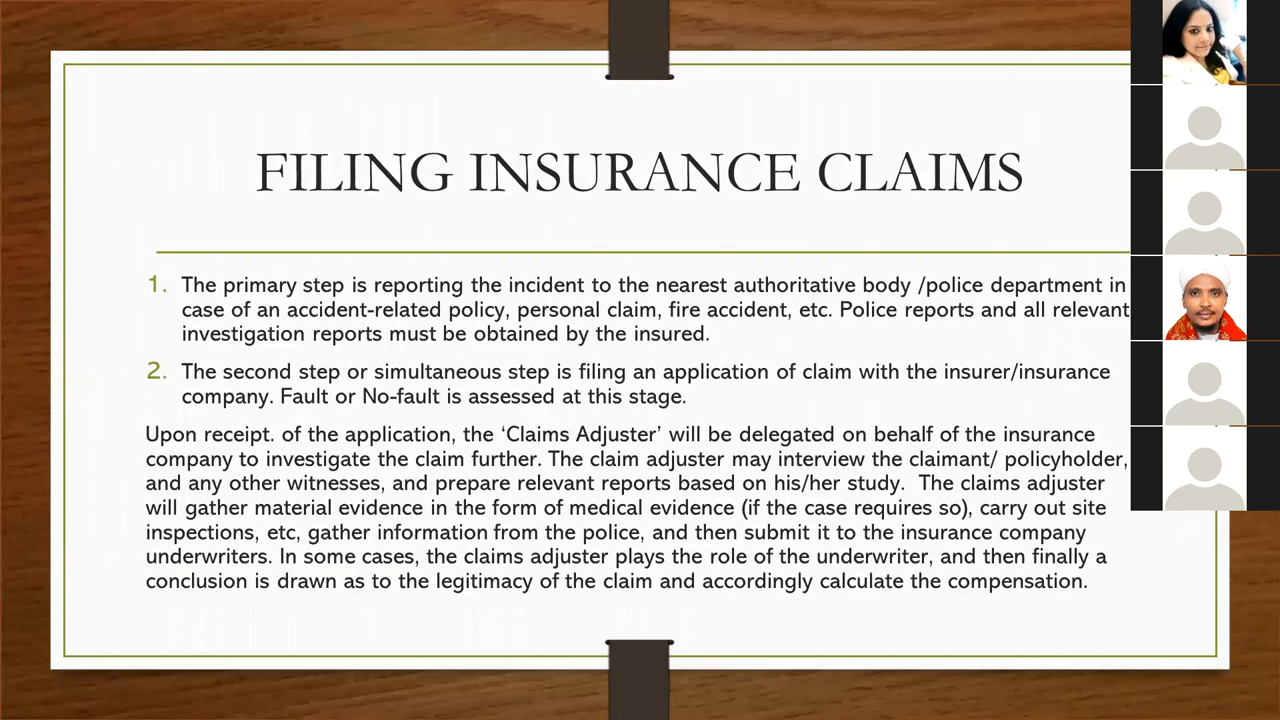 FILING INSURANCE CLAIMS
1. The primary step is reporting the incident to the nearest authoritative body /police department in
case of an accident-related policy, personal claim, fire accident, etc. Police reports and all relevant
investigation reports must be obtained by the insured.
2. The second step or simultaneous step is filing an application of claim with the insurer/insurance
company. Fault or No-fault is assessed at this stage.
Upon receipt. of the application, the ‘Claims Adjuster’ will be delegated on behalf of the insurance
company to investigate the claim further. The claim adjuster may interview the claimant/ policyholder,
and any other witnesses, and prepare relevant reports based on his/her study.  The claims adjuster
will gather material evidence in the form of medical evidence (if the case requires so), carry out site
inspections, etc, gather information from the police, and then submit it to the insurance company
underwriters. In some cases, the claims adjuster plays the role of the underwriter, and then finally a
conclusion is drawn as to the legitimacy of the claim and accordingly calculate the compensation.